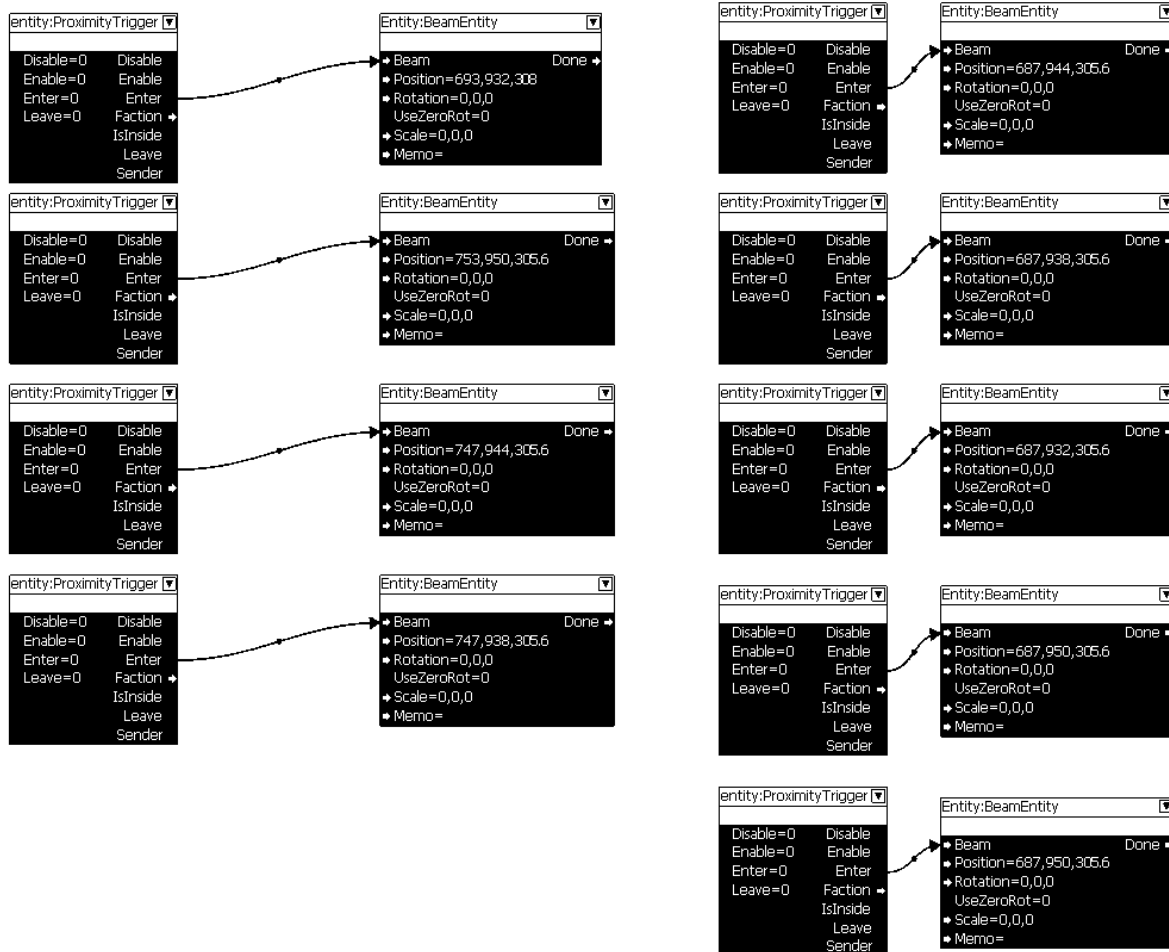 entity:ProximityTrigger
Disable=0 Disable
Enable=0 Enable
Enter=0 Enter
Leave=0 Faction
IsInside
Leave
Sender
Entity:BeamEntity
Beam Done
Position=693,932,308
Rotation=0,0,0
UseZeroRot=0
Scale=0,0,0
Memo=
entity:ProximityTrigger
Disable=0 Disable
Enable=0 Enable
Enter=0 Enter
Leave=0 Faction
IsInside
Leave
Sender
Entity:BeamEntity
Beam Done
Position=687,944,305.6
Rotation=0,0,0
UseZeroRot=0
Scale=0,0,0
Memo=
entity:ProximityTrigger
Disable=0 Disable
Enable=0 Enable
Enter=0 Enter
Leave=0 Faction
IsInside
Leave
Sender
Entity:BeamEntity
Beam Done
Position=753,950,305.6
Rotation=0,0,0
UseZeroRot=0
Scale=0,0,0
Memo=
entity:ProximityTrigger
Disable=0 Disable
Enable=0 Enable
Enter=0 Enter
Leave=0 Faction
IsInside
Leave
Sender
Entity:BeamEntity
Beam Done
Position=687,938,305.6
Rotation=0,0,0
UseZeroRot=0
Scale=0,0,0
Memo=
entity:ProximityTrigger
Disable=0 Disable
Enable=0 Enable
Enter=0 Enter
Leave=0 Faction
IsInside
Leave
Sender
Entity:BeamEntity
Beam Done
Position=747,944,305.6
Rotation=0,0,0
UseZeroRot=0
Scale=0,0,0
Memo=
entity:ProximityTrigger
Disable=0 Disable
Enable=0 Enable
Enter=0 Enter
Leave=0 Faction
IsInside
Leave
Sender
Entity:BeamEntity
Beam Done
Position=687,932,305.6
Rotation=0,0,0
UseZeroRot=0
Scale=0,0,0
Memo=
entity:ProximityTrigger
Disable=0 Disable
Enable=0 Enable
Enter=0 Enter
Leave=0 Faction
IsInside
Leave
Sender
Entity:BeamEntity
Beam Done
Position=747,938,305.6
Rotation=0,0,0
UseZeroRot=0
Scale=0,0,0
Memo=
entity:ProximityTrigger
Disable=0 Disable
Enable=0 Enable
Enter=0 Enter
Leave=0 Faction
IsInside
Leave
Sender
Entity:BeamEntity
Beam Done
Position=687,950,305.6
Rotation=0,0,0
UseZeroRot=0
Scale=0,0,0
Memo=
entity:ProximityTrigger
Disable=0 Disable
Enable=0 Enable
Enter=0 Enter
Leave=0 Faction
IsInside
Leave
Sender
Entity:BeamEntity
Beam Done
Position=687,950,305.6
Rotation=0,0,0
UseZeroRot=0
Scale=0,0,0
Memo=